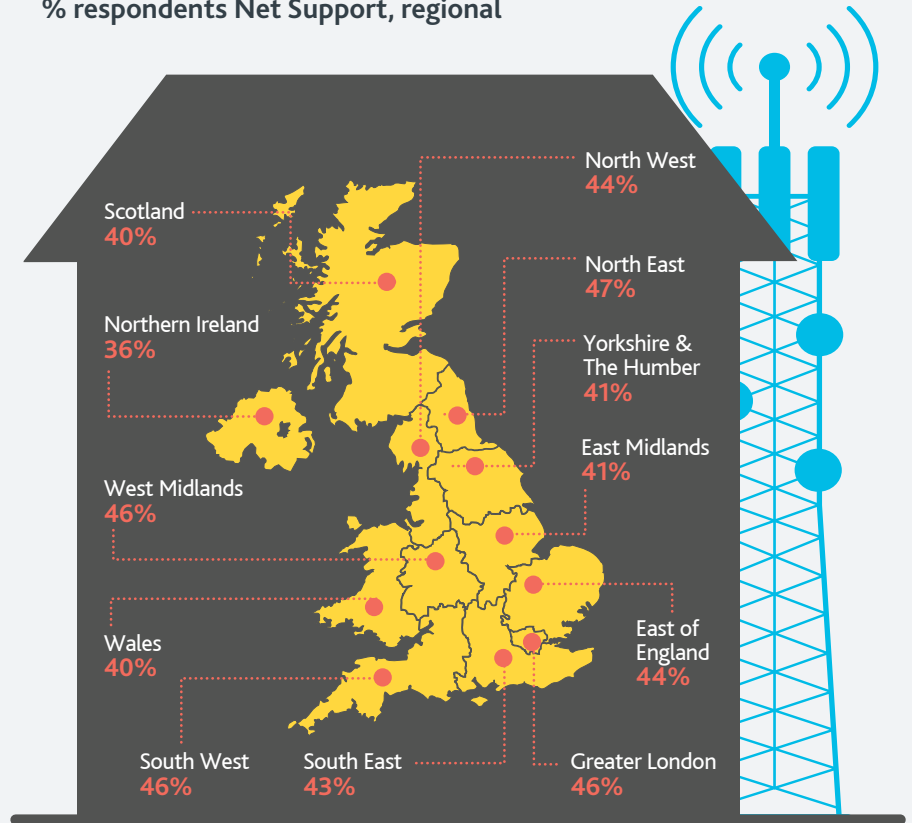 % respondents Net Support, regional
North West
44%
Scotland
40%
North East
47%
Northern Ireland
36%
Yorkshire &
The Humber
41%
East Midlands
41%
West Midlands
46%
East of
England
44%
Wales
40%
South West
46%
South East
43%
Greater London
46%